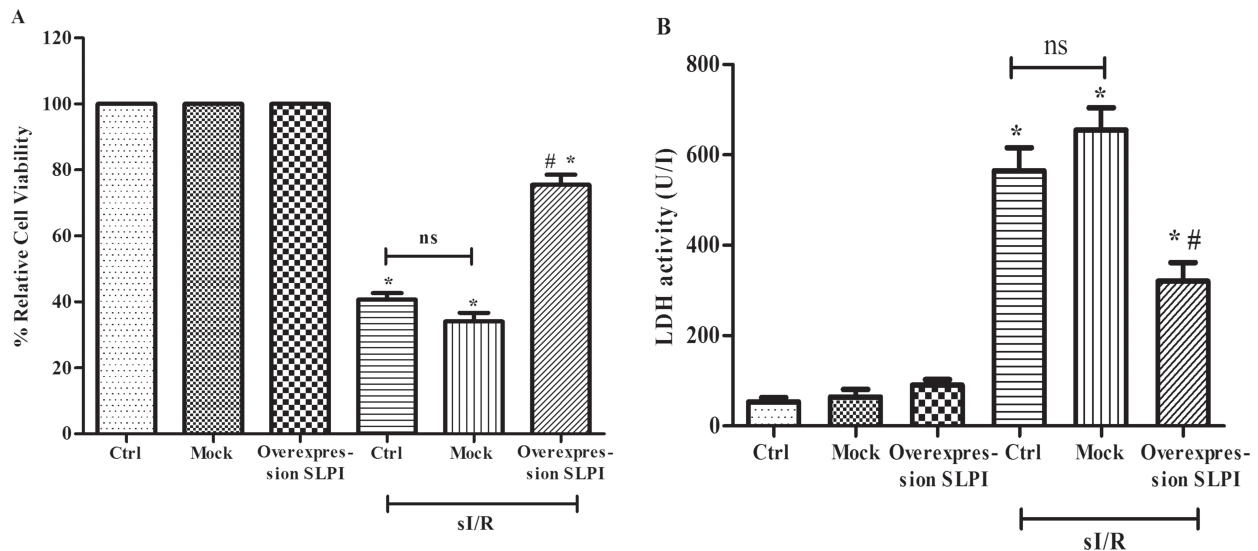 A
% Relative Cell Viability
120
100
80
60
40
20
0
# *
ns
*
*
Ctrl
Mock
Overexpres-
sion SLPI
Ctrl
Mock
Overexpres-
sion SLPI
sI/R
B
LDH activity (U/I)
800
600
400
200
0
ns
*
*
* #
Ctrl
Mock
Overexpres-
sion SLPI
Ctrl
Mock
Overexpres-
sion SLPI
sI/R